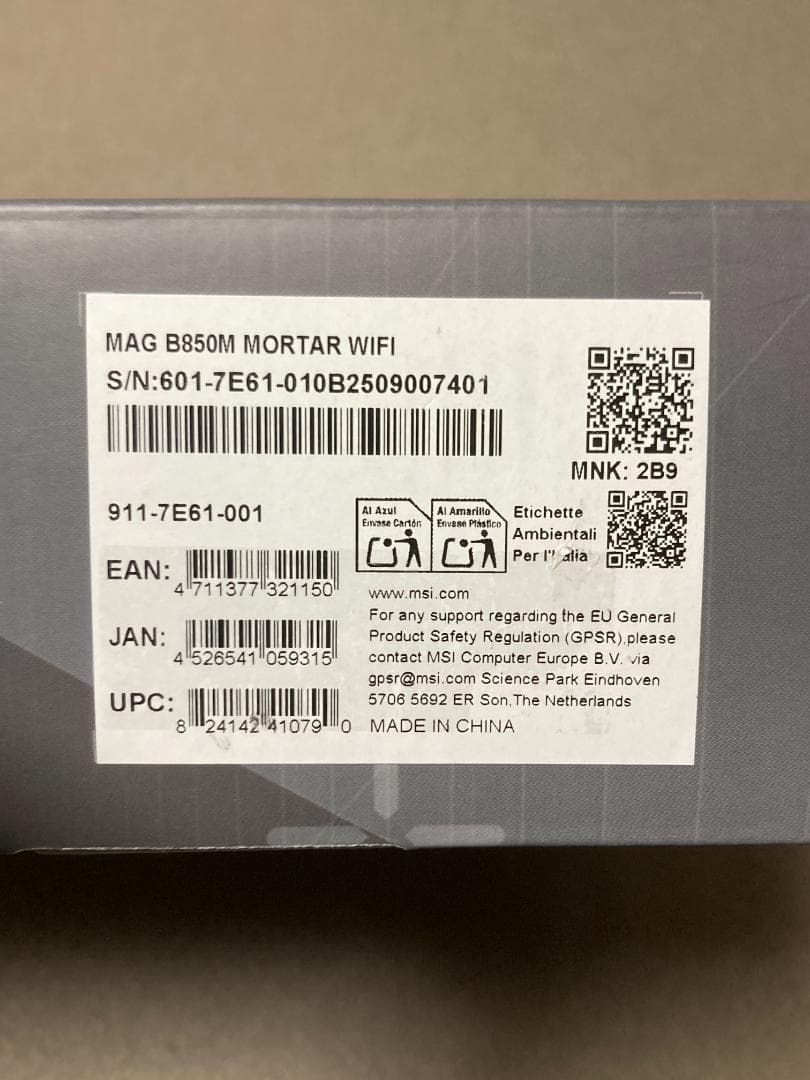 MAG B850M MORTAR WIFI
S/N:601-7E61-010B2509007401
MNK: 2B9
911-7E61-001
Al Azul
Envase Cartón
Al Amarillo
Envase Plástico
Etichette
Ambientali
Per l'
EAN:
4 711377 321150
JAN:
4 526541 059315
UPC:
8 24142 41079 0
www.msi.com
For any support regarding the EU General
Product Safety Regulation (GPSR),please
contact MSI Computer Europe B.V. via
gpsr@msi.com Science Park Eindhoven
5706 5692 ER Son,The Netherlands
MADE IN CHINA